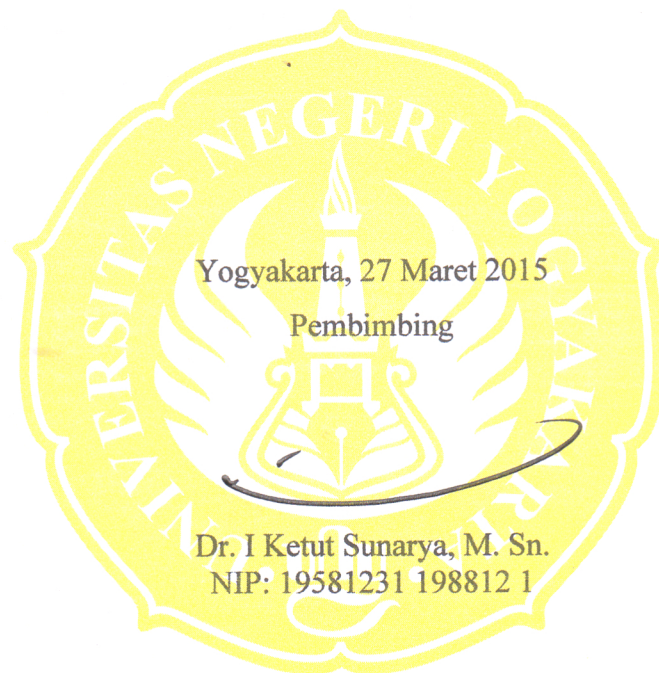 UNIVERSITAS NEGERI YOGYAKARTA
Yogyakarta, 27 Maret 2015
Pembimbing
Dr. I Ketut Sunarya, M. Sn.
NIP: 19581231 198812 1